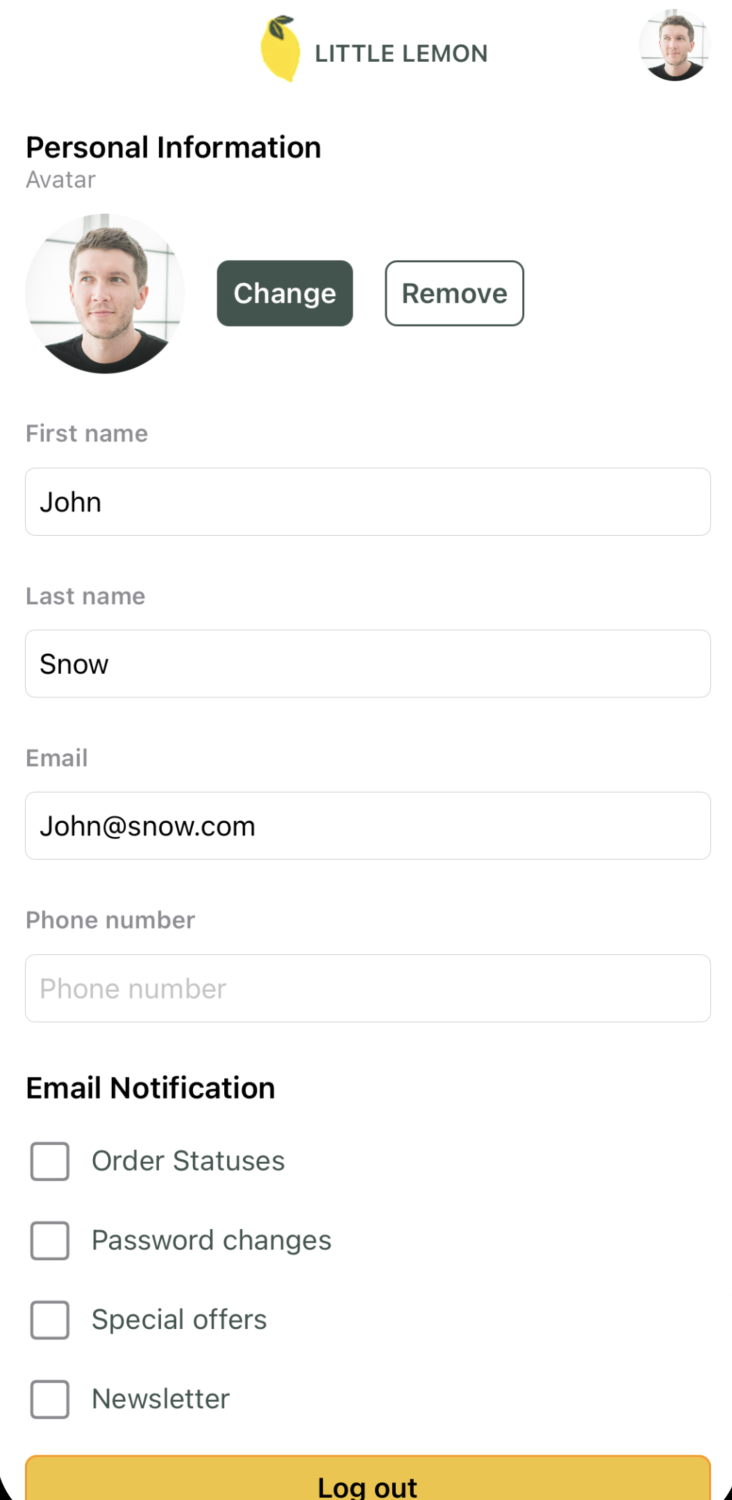 LITTLE LEMON
Personal Information
Avatar
Change
Remove
First name
John
Last name
Snow
Email
John@snow.com
Phone number
Phone number
Email Notification
Order Statuses
Password changes
Special offers
Newsletter
Log out